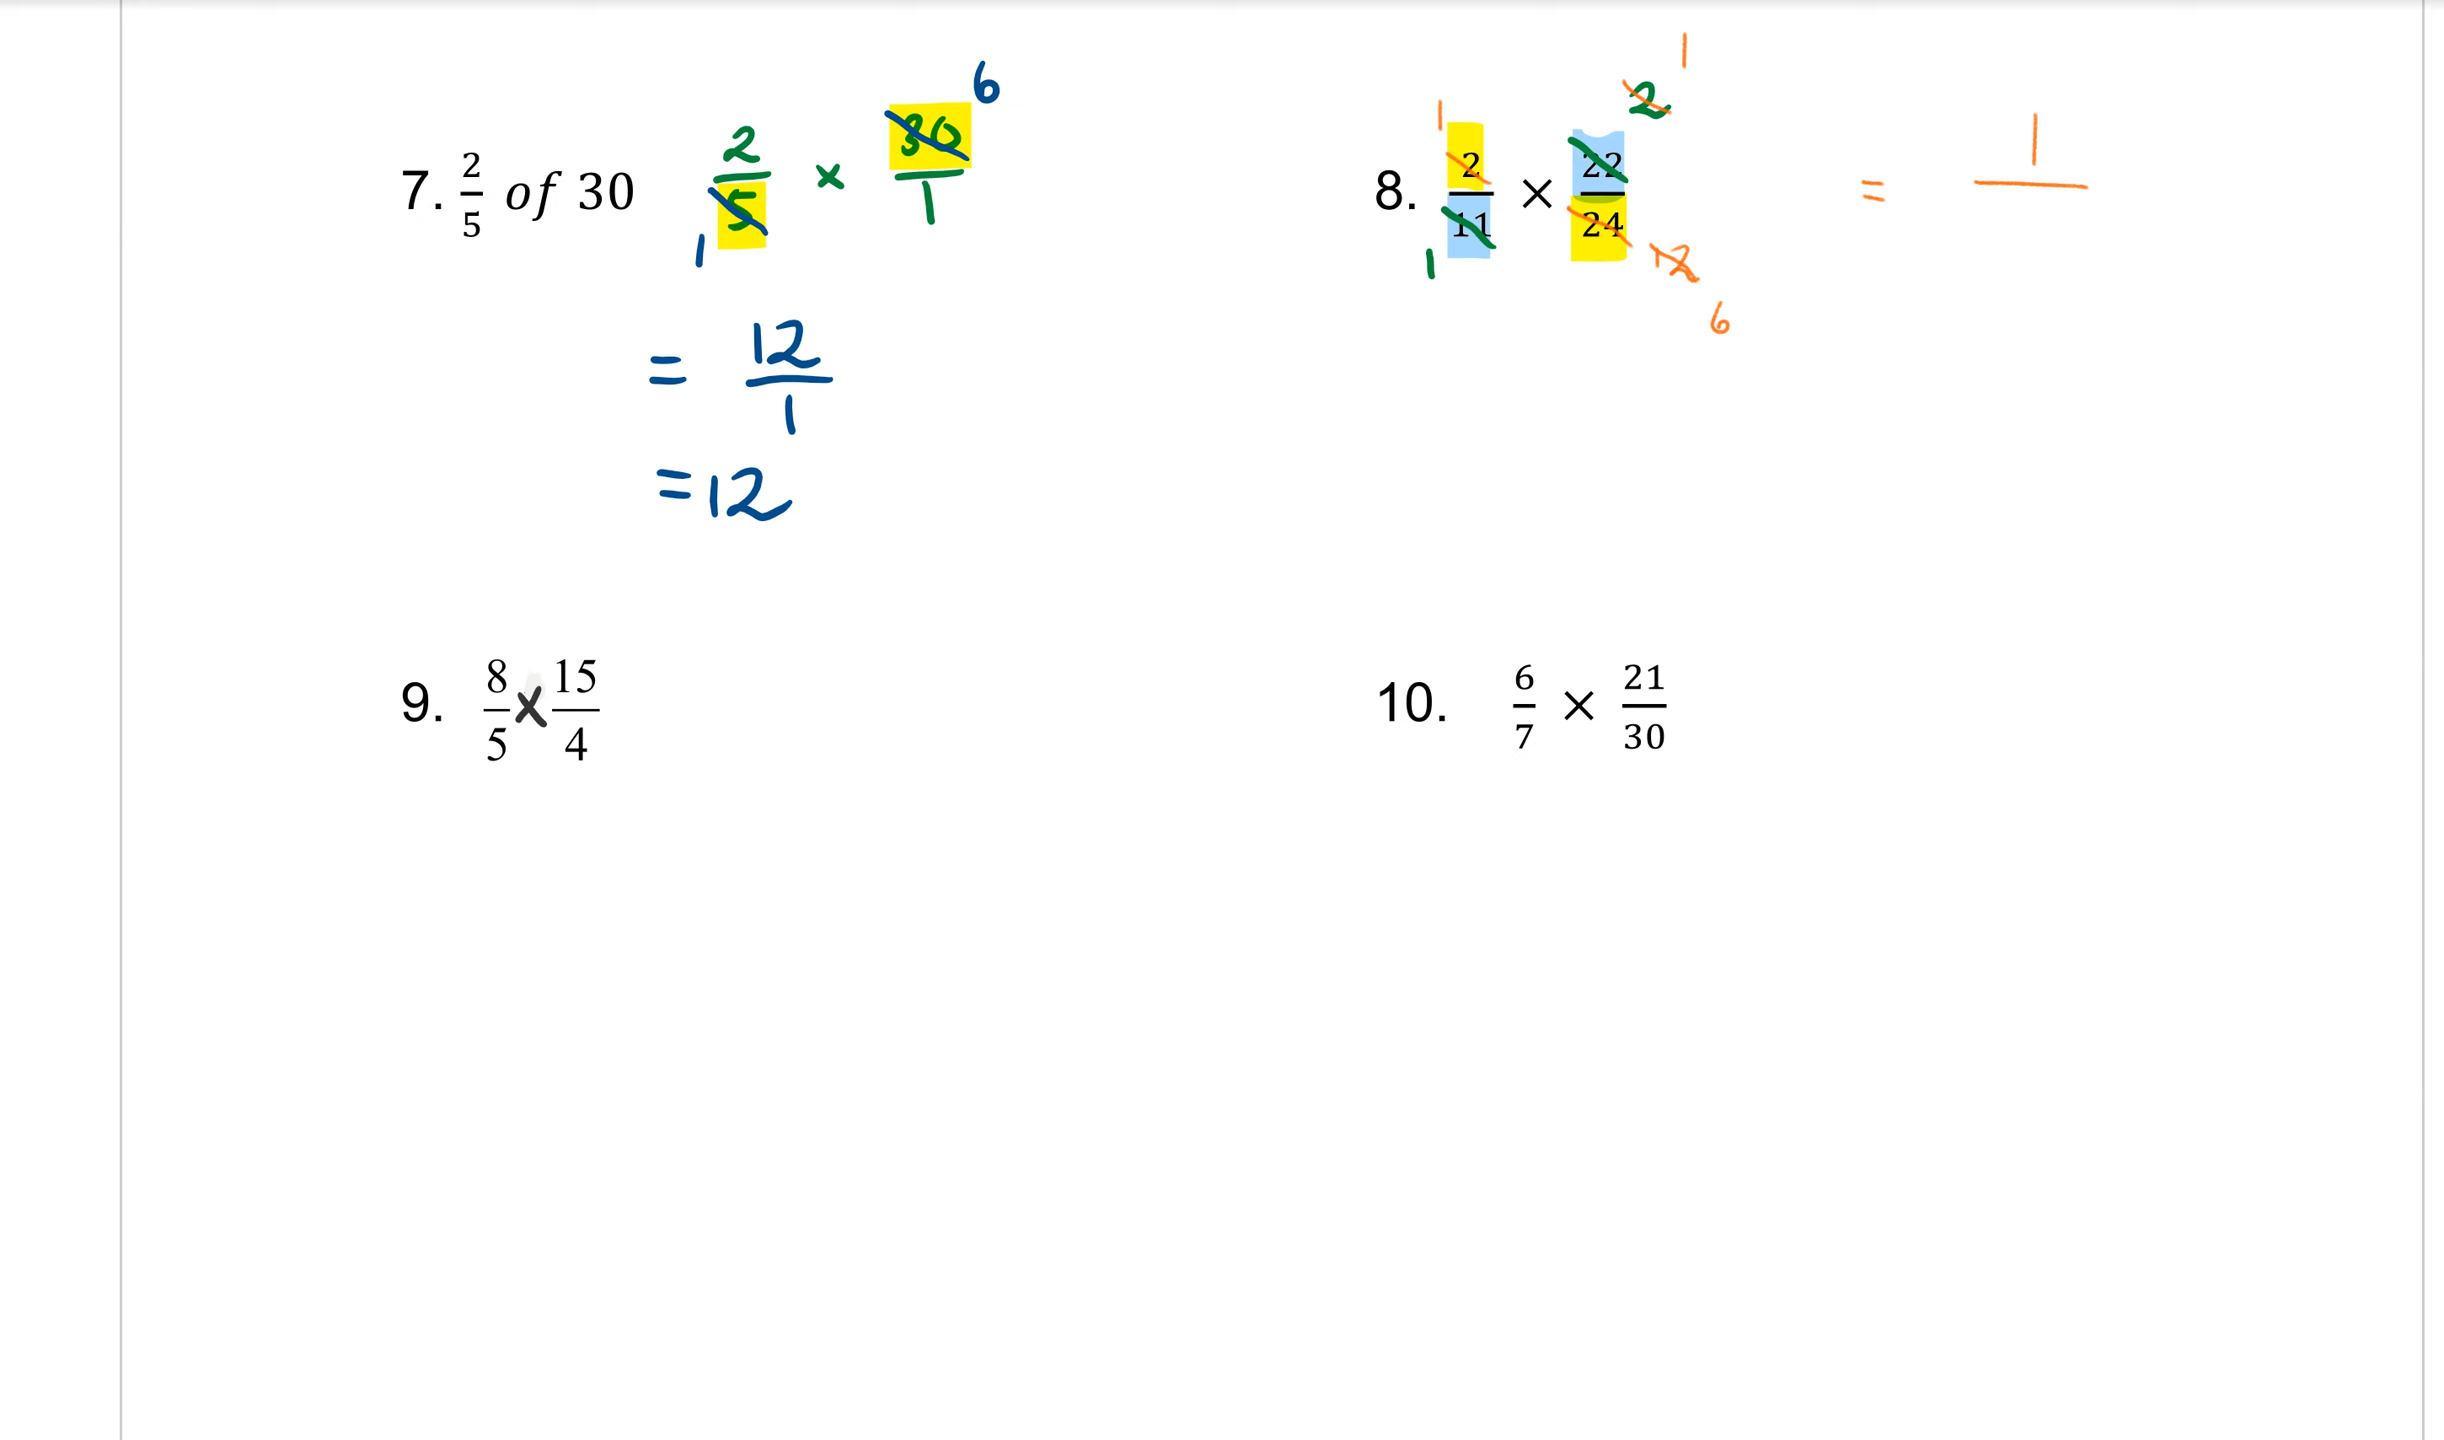 7. 2/5 of 30 2/5 × 30/1 6 1
= 12/1
= 12
8. 2/11 × 22/24 = 1/
1 2 1
1 12 6
9. 8/5 x 15/4
10. 6/7 × 21/30